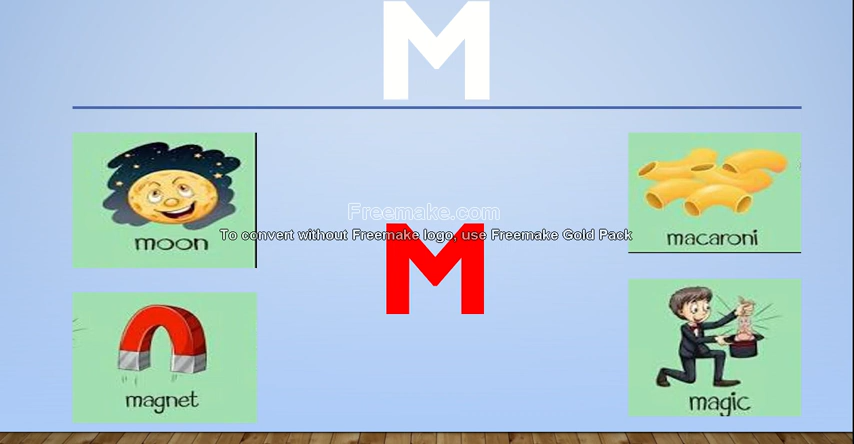 M
moon
macaroni
Freemake.com
To convert without Freemake logo, use Freemake Gold Pack
M
magnet
magic